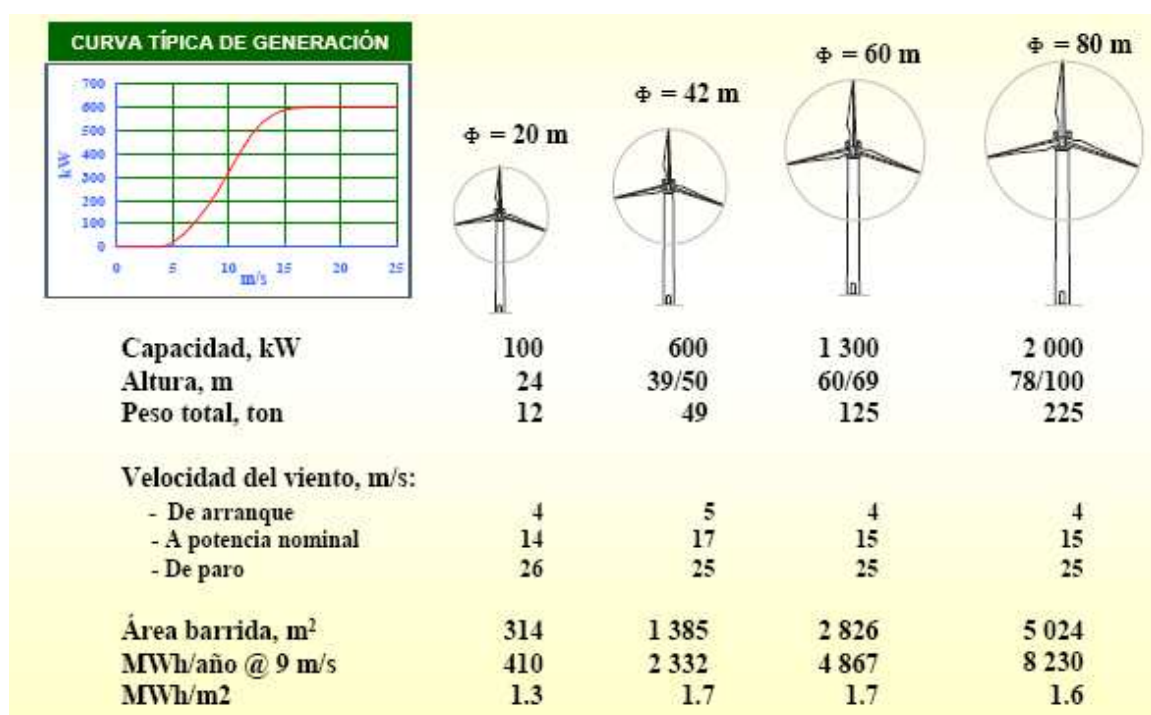 CURVA TÍPICA DE GENERACIÓN
700
600
500
400
300
200
100
0
kW
0 5 10 15 20 25
m/s
Φ = 20 m
Φ = 42 m
Φ = 60 m
Φ = 80 m
Capacidad, kW 100 600 1 300 2 000
Altura, m 24 39/50 60/69 78/100
Peso total, ton 12 49 125 225
Velocidad del viento, m/s:
- De arranque 4 5 4 4
- A potencia nominal 14 17 15 15
- De paro 26 25 25 25
Área barrida, m² 314 1 385 2 826 5 024
MWh/año @ 9 m/s 410 2 332 4 867 8 230
MWh/m2 1.3 1.7 1.7 1.6